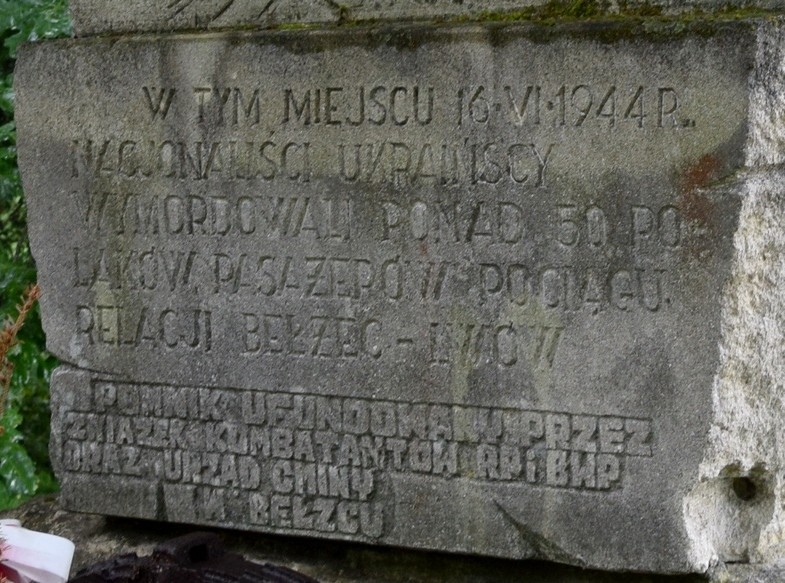 W TYM MIEJSCU 16·VI·1944 R.
NACJONALIŚCI UKRAIŃSCY
WYMORDOWALI PONAD 50 PO-
LAKÓW, PASAŻERÓW POCIĄGU,
RELACJI BEŁŻEC - LWÓW
POMNIK UFUNDOWANY PRZEZ
ZWIĄZEK KOMBATANTÓW RP i BWP
ORAZ URZĄD GMINY
W BEŁŻCU